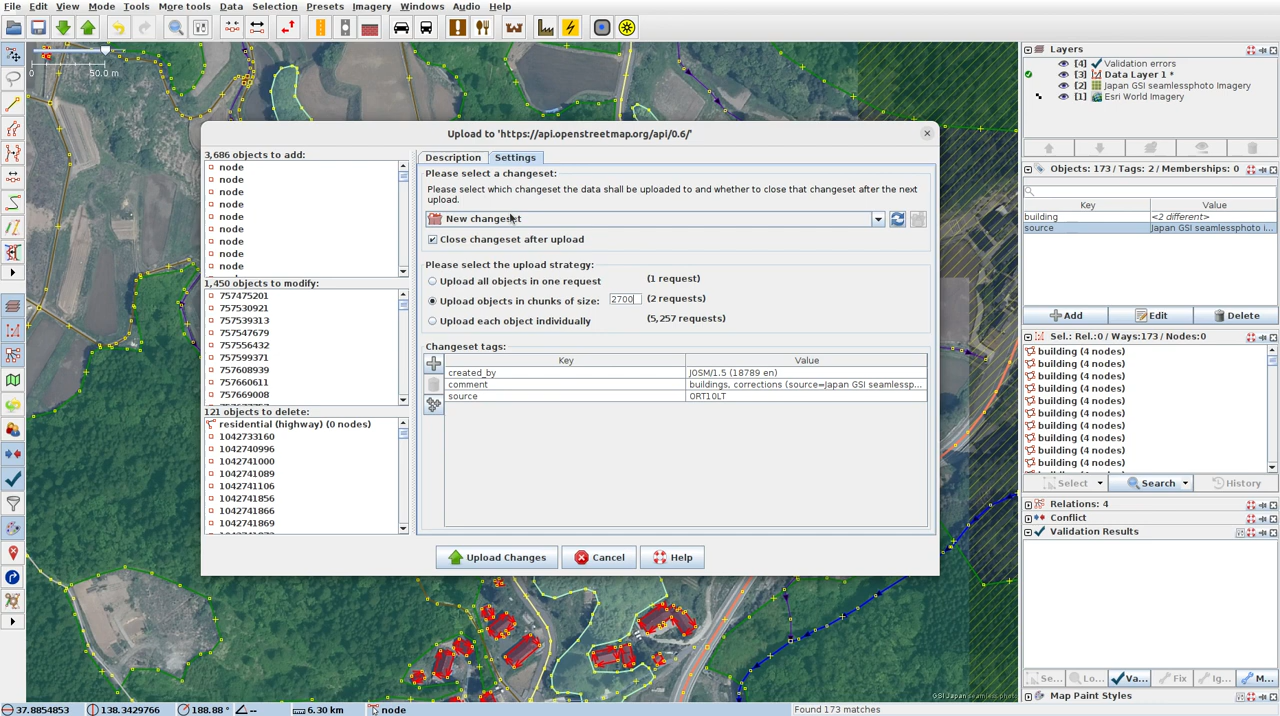 File Edit View Mode Tools More tools Data Selection Presets Imagery Windows Audio Help
0 50.0 m
Upload to 'https://api.openstreetmap.org/api/0.6/'
3,686 objects to add:
node
node
node
node
node
node
node
node
node
1,450 objects to modify:
757475201
757530921
757539313
757547679
757556432
757599371
757608939
757660611
757669008
121 objects to delete:
residential (highway) (0 nodes)
1042733160
1042740996
1042741000
1042741089
1042741106
1042741856
1042741866
1042741869
Description Settings
Please select a changeset:
Please select which changeset the data shall be uploaded to and whether to close that changeset after the next
upload.
New changeset
Close changeset after upload
Please select the upload strategy:
Upload all objects in one request (1 request)
Upload objects in chunks of size: 2700 (2 requests)
Upload each object individually (5,257 requests)
Changeset tags:
Key Value
created_by JOSM/1.5 (18789 en)
comment buildings, corrections (source=Japan GSI seamlessp...
source ORT10LT
Upload Changes Cancel Help
Layers
[4] Validation errors
[3] Data Layer 1 *
[2] Japan GSI seamlessphoto Imagery
[1] Esri World Imagery
Objects: 173 / Tags: 2 / Memberships: 0
Key Value
building <2 different>
source Japan GSI seamlessphoto i...
Add Edit Delete
Sel.: Rel.:0 / Ways:173 / Nodes:0
building (4 nodes)
building (4 nodes)
building (4 nodes)
building (4 nodes)
building (4 nodes)
building (4 nodes)
building (4 nodes)
building (4 nodes)
building (4 nodes)
building (4 nodes)
Select Search History
Relations: 4
Conflict
Validation Results
Se... Lo... Va... Fix Ig... M...
Map Paint Styles
GSI Japan seamless photo
37.8854853 138.3429766 188.88 ° -- 6.30 km node Found 173 matches